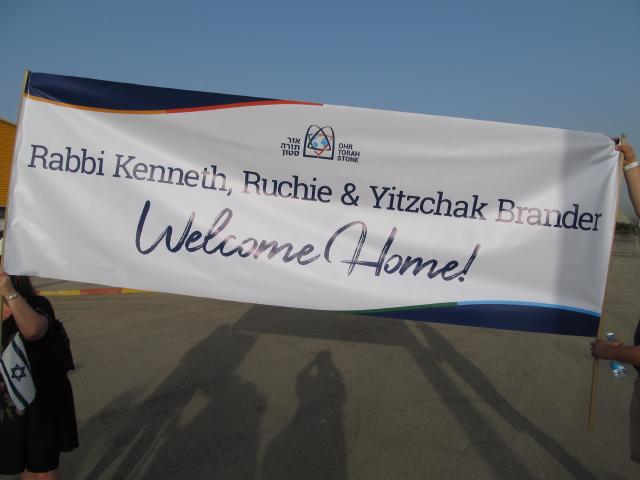 אור
תורה
סטון
OHR
TORAH
STONE
Rabbi Kenneth, Ruchie & Yitzchak Brander
Welcome Home!